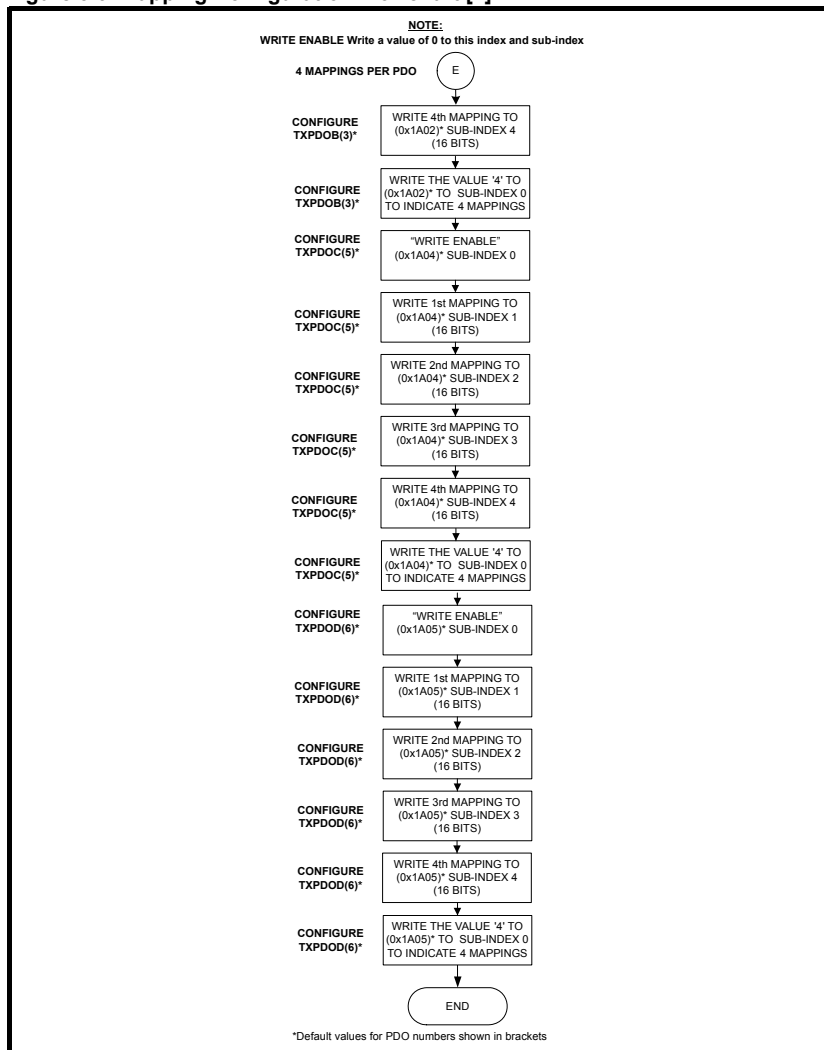 NOTE:
WRITE ENABLE Write a value of 0 to this index and sub-index
4 MAPPINGS PER PDO
E
CONFIGURE
TXPDOB(3)*
WRITE 4th MAPPING TO
(0x1A02)* SUB-INDEX 4
(16 BITS)
CONFIGURE
TXPDOB(3)*
WRITE THE VALUE '4' TO
(0x1A02)* TO SUB-INDEX 0
TO INDICATE 4 MAPPINGS
CONFIGURE
TXPDOC(5)*
"WRITE ENABLE"
(0x1A04)* SUB-INDEX 0
CONFIGURE
TXPDOC(5)*
WRITE 1st MAPPING TO
(0x1A04)* SUB-INDEX 1
(16 BITS)
CONFIGURE
TXPDOC(5)*
WRITE 2nd MAPPING TO
(0x1A04)* SUB-INDEX 2
(16 BITS)
CONFIGURE
TXPDOC(5)*
WRITE 3rd MAPPING TO
(0x1A04)* SUB-INDEX 3
(16 BITS)
CONFIGURE
TXPDOC(5)*
WRITE 4th MAPPING TO
(0x1A04)* SUB-INDEX 4
(16 BITS)
CONFIGURE
TXPDOC(5)*
WRITE THE VALUE '4' TO
(0x1A04)* TO SUB-INDEX 0
TO INDICATE 4 MAPPINGS
CONFIGURE
TXPDOD(6)*
"WRITE ENABLE"
(0x1A05)* SUB-INDEX 0
CONFIGURE
TXPDOD(6)*
WRITE 1st MAPPING TO
(0x1A05)* SUB-INDEX 1
(16 BITS)
CONFIGURE
TXPDOD(6)*
WRITE 2nd MAPPING TO
(0x1A05)* SUB-INDEX 2
(16 BITS)
CONFIGURE
TXPDOD(6)*
WRITE 3rd MAPPING TO
(0x1A05)* SUB-INDEX 3
(16 BITS)
CONFIGURE
TXPDOD(6)*
WRITE 4th MAPPING TO
(0x1A05)* SUB-INDEX 4
(16 BITS)
CONFIGURE
TXPDOD(6)*
WRITE THE VALUE '4' TO
(0x1A05)* TO SUB-INDEX 0
TO INDICATE 4 MAPPINGS
END
*Default values for PDO numbers shown in brackets